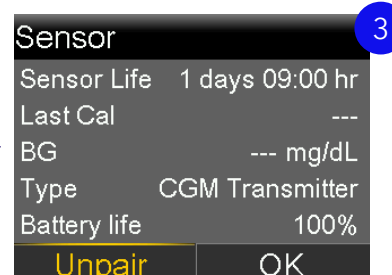 3
Sensor
Sensor Life 1 days 09:00 hr
Last Cal ---
BG --- mg/dL
Type CGM Transmitter
Battery life 100%
Unpair OK